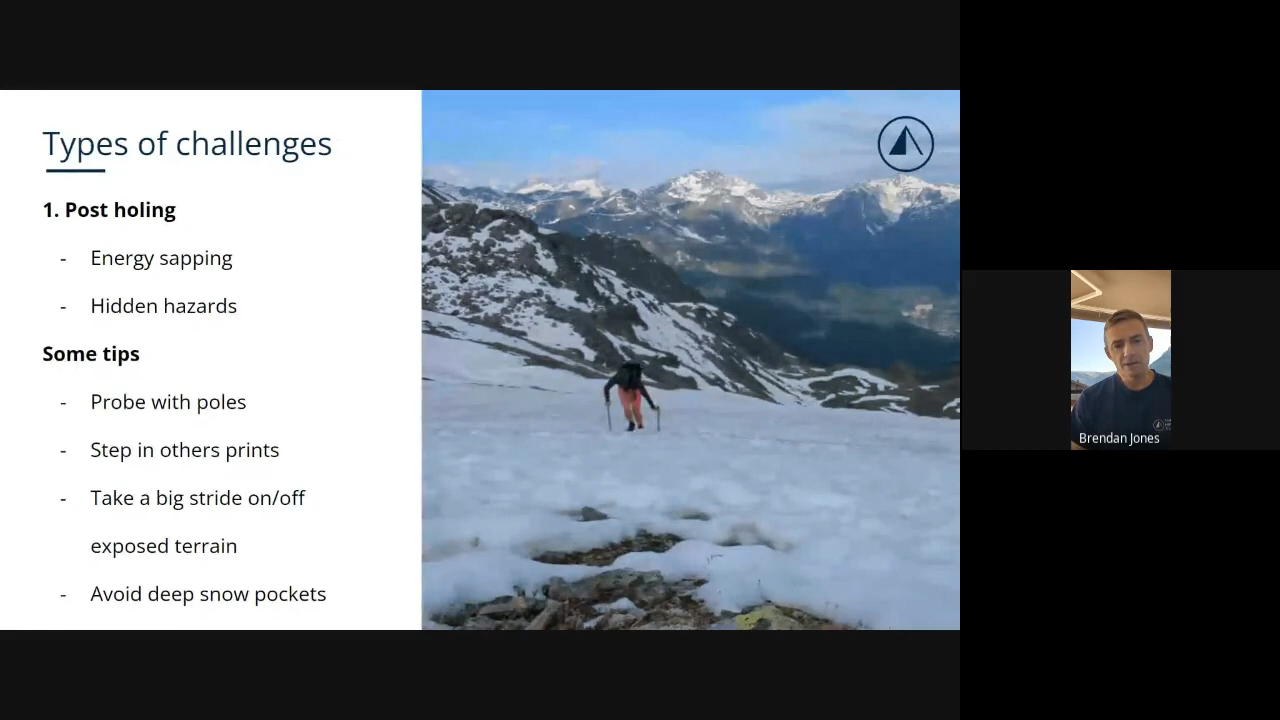 Types of challenges
1. Post holing
- Energy sapping
- Hidden hazards
Some tips
- Probe with poles
- Step in others prints
- Take a big stride on/off
exposed terrain
- Avoid deep snow pockets
Brendan Jones